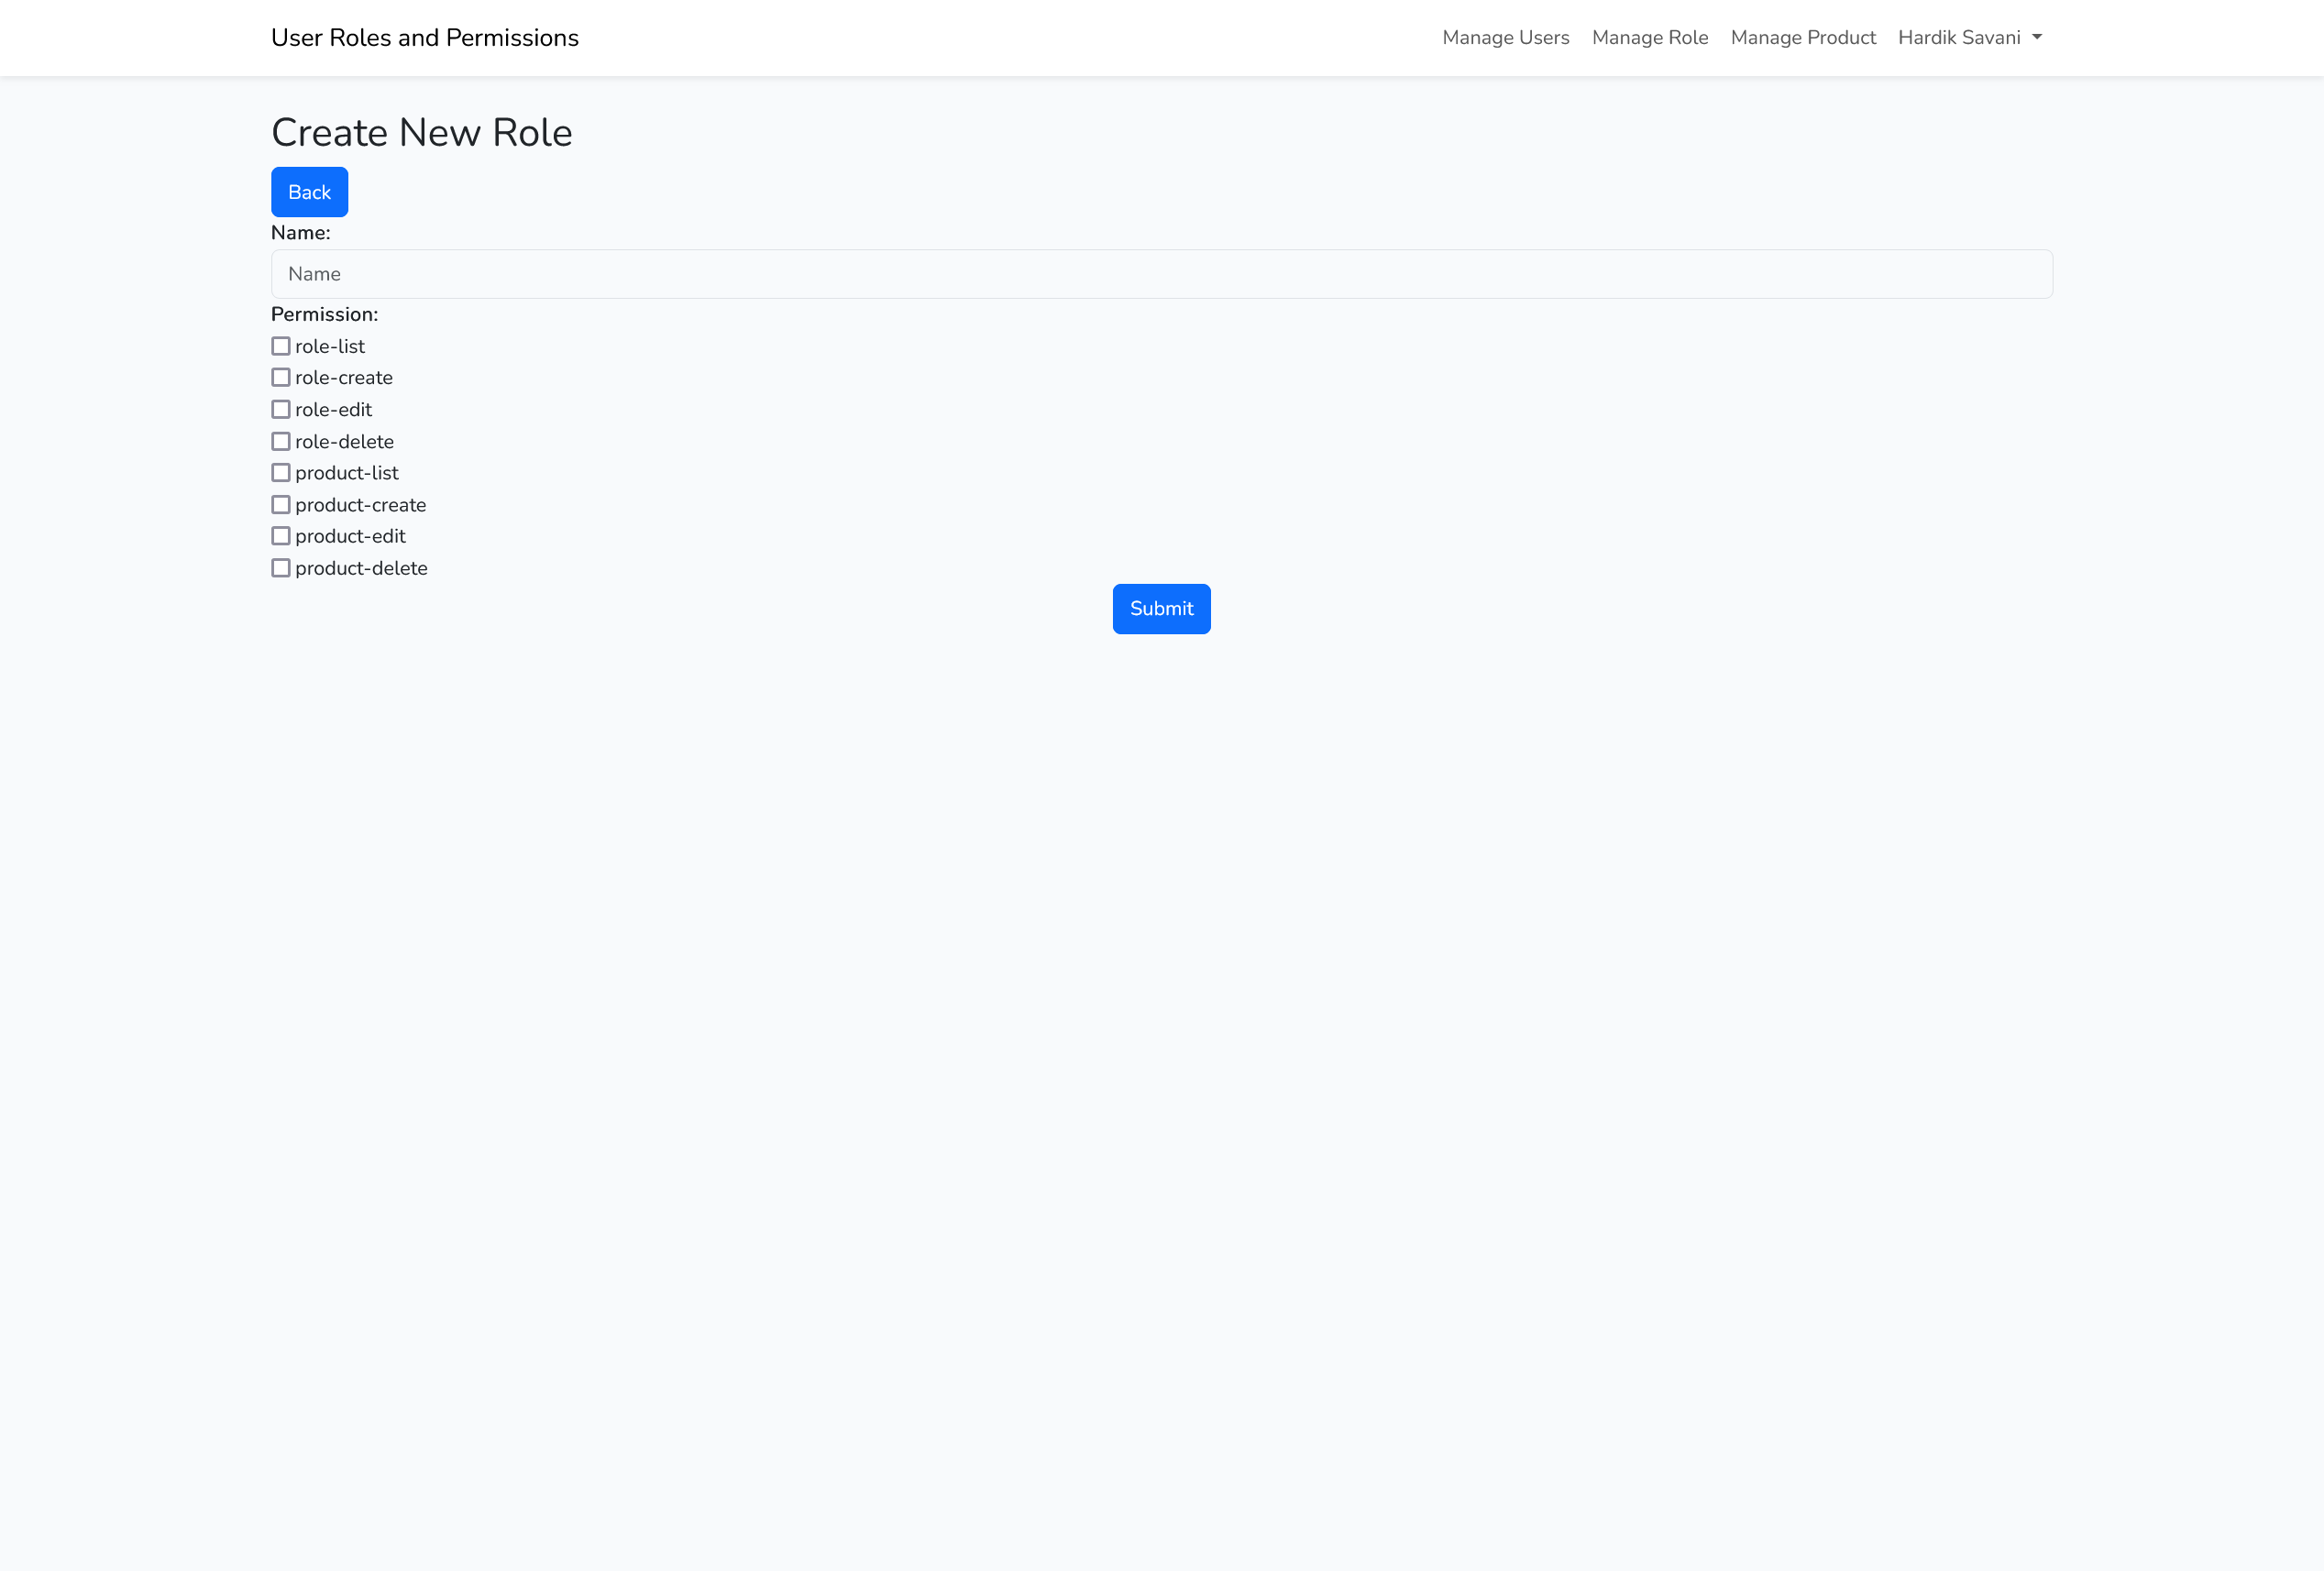 User Roles and Permissions Manage Users Manage Role Manage Product Hardik Savani
Create New Role
Back
Name:
Name
Permission:
role-list
role-create
role-edit
role-delete
product-list
product-create
product-edit
product-delete
Submit